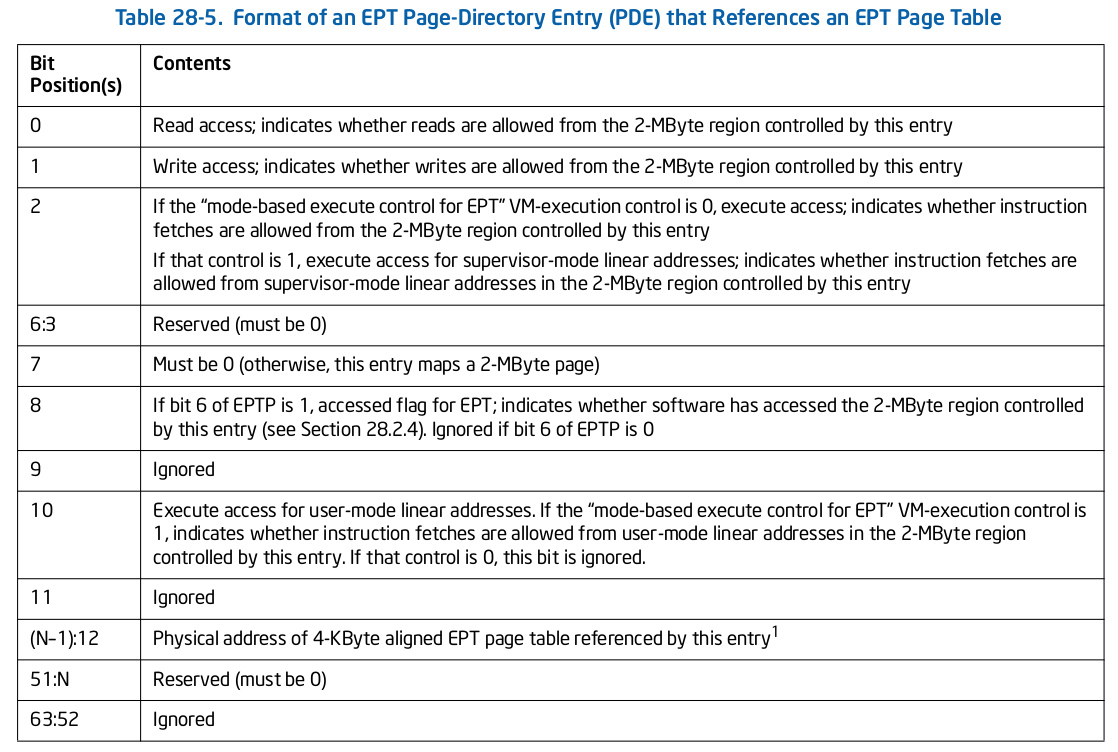 Table 28-5. Format of an EPT Page-Directory Entry (PDE) that References an EPT Page Table
Bit
Position(s)
Contents
0
Read access; indicates whether reads are allowed from the 2-MByte region controlled by this entry
1
Write access; indicates whether writes are allowed from the 2-MByte region controlled by this entry
2
If the “mode-based execute control for EPT” VM-execution control is 0, execute access; indicates whether instruction
fetches are allowed from the 2-MByte region controlled by this entry
If that control is 1, execute access for supervisor-mode linear addresses; indicates whether instruction fetches are
allowed from supervisor-mode linear addresses in the 2-MByte region controlled by this entry
6:3
Reserved (must be 0)
7
Must be 0 (otherwise, this entry maps a 2-MByte page)
8
If bit 6 of EPTP is 1, accessed flag for EPT; indicates whether software has accessed the 2-MByte region controlled
by this entry (see Section 28.2.4). Ignored if bit 6 of EPTP is 0
9
Ignored
10
Execute access for user-mode linear addresses. If the “mode-based execute control for EPT” VM-execution control is
1, indicates whether instruction fetches are allowed from user-mode linear addresses in the 2-MByte region
controlled by this entry. If that control is 0, this bit is ignored.
11
Ignored
(N–1):12
Physical address of 4-KByte aligned EPT page table referenced by this entry1
51:N
Reserved (must be 0)
63:52
Ignored